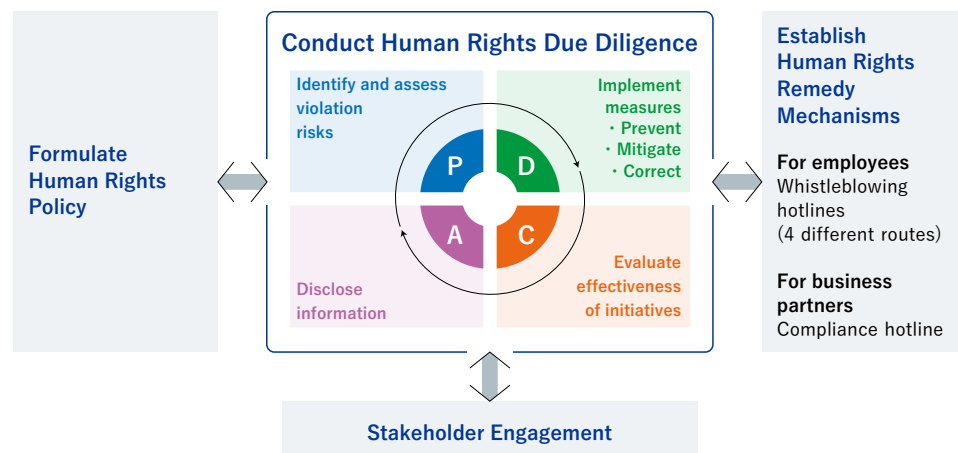 Formulate
Human Rights
Policy
Conduct Human Rights Due Diligence
Identify and assess
violation
risks
Implement
measures
・Prevent
・Mitigate
・Correct
P
D
A
C
Disclose
information
Evaluate
effectiveness
of initiatives
Establish
Human Rights
Remedy
Mechanisms
For employees
Whistleblowing
hotlines
(4 different routes)
For business
partners
Compliance hotline
Stakeholder Engagement